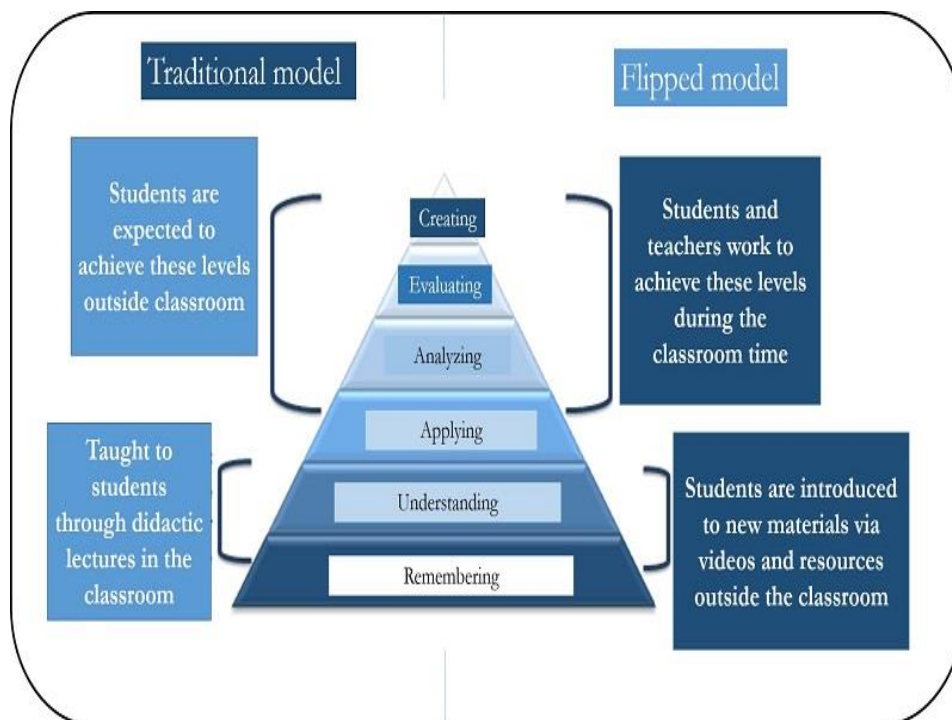 Traditional model
Flipped model
Students are
expected to
achieve these levels
outside classroom
Taught to
students
through didactic
lectures in the
classroom
Creating
Evaluating
Analyzing
Applying
Understanding
Remembering
Students and
teachers work to
achieve these levels
during the
classroom time
Students are introduced
to new materials via
videos and resources
outside the classroom